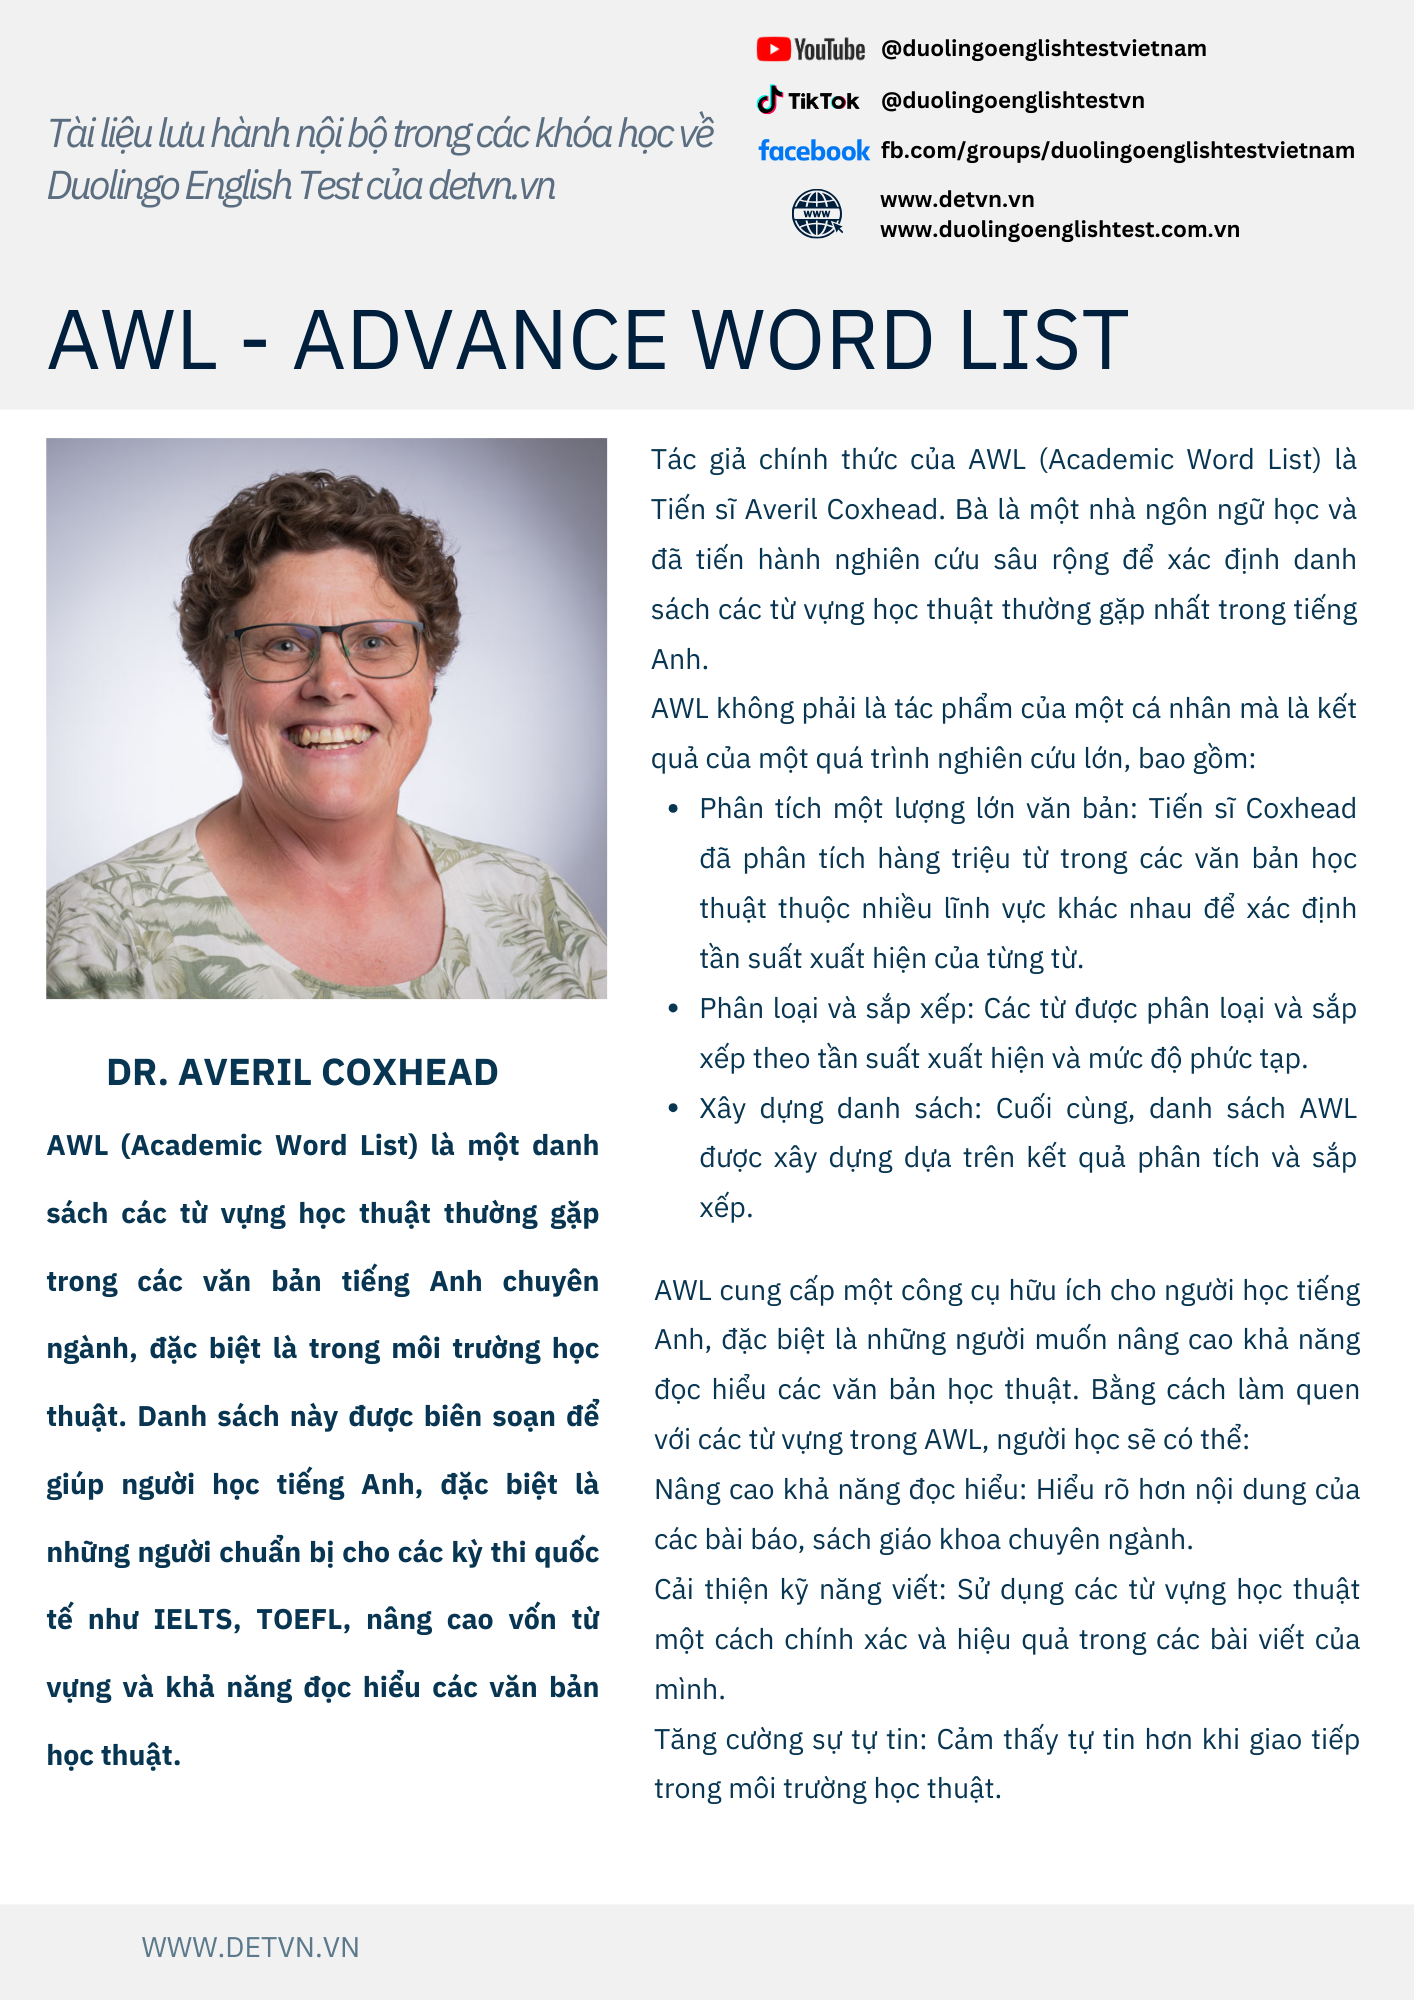 Tài liệu lưu hành nội bộ trong các khóa học về
Duolingo English Test của detvn.vn
YouTube @duolingoenglishtestvietnam
TikTok @duolingoenglishtestvn
facebook fb.com/groups/duolingoenglishtestvietnam
www
www.detvn.vn
www.duolingoenglishtest.com.vn
AWL - ADVANCE WORD LIST
DR. AVERIL COXHEAD
AWL (Academic Word List) là một danh
sách các từ vựng học thuật thường gặp
trong các văn bản tiếng Anh chuyên
ngành, đặc biệt là trong môi trường học
thuật. Danh sách này được biên soạn để
giúp người học tiếng Anh, đặc biệt là
những người chuẩn bị cho các kỳ thi quốc
tế như IELTS, TOEFL, nâng cao vốn từ
vựng và khả năng đọc hiểu các văn bản
học thuật.
Tác giả chính thức của AWL (Academic Word List) là
Tiến sĩ Averil Coxhead. Bà là một nhà ngôn ngữ học và
đã tiến hành nghiên cứu sâu rộng để xác định danh
sách các từ vựng học thuật thường gặp nhất trong tiếng
Anh.
AWL không phải là tác phẩm của một cá nhân mà là kết
quả của một quá trình nghiên cứu lớn, bao gồm:
• Phân tích một lượng lớn văn bản: Tiến sĩ Coxhead
đã phân tích hàng triệu từ trong các văn bản học
thuật thuộc nhiều lĩnh vực khác nhau để xác định
tần suất xuất hiện của từng từ.
• Phân loại và sắp xếp: Các từ được phân loại và sắp
xếp theo tần suất xuất hiện và mức độ phức tạp.
• Xây dựng danh sách: Cuối cùng, danh sách AWL
được xây dựng dựa trên kết quả phân tích và sắp
xếp.
AWL cung cấp một công cụ hữu ích cho người học tiếng
Anh, đặc biệt là những người muốn nâng cao khả năng
đọc hiểu các văn bản học thuật. Bằng cách làm quen
với các từ vựng trong AWL, người học sẽ có thể:
Nâng cao khả năng đọc hiểu: Hiểu rõ hơn nội dung của
các bài báo, sách giáo khoa chuyên ngành.
Cải thiện kỹ năng viết: Sử dụng các từ vựng học thuật
một cách chính xác và hiệu quả trong các bài viết của
mình.
Tăng cường sự tự tin: Cảm thấy tự tin hơn khi giao tiếp
trong môi trường học thuật.
WWW.DETVN.VN